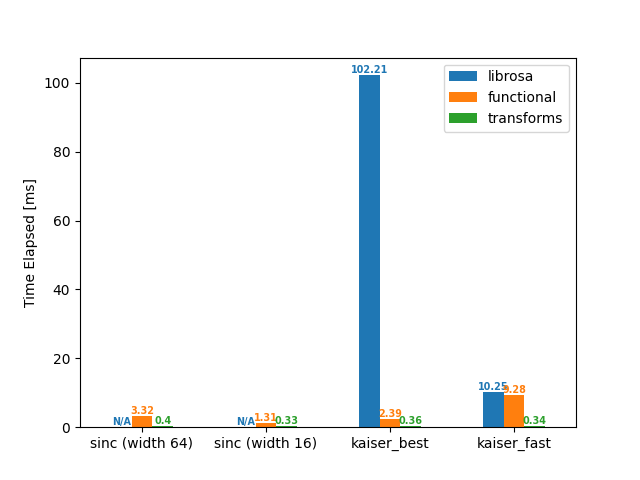 102.21
librosa
functional
transforms
100
80
60
40
20
0
Time Elapsed [ms]
N/A 3.32 0.4
N/A 1.31 0.33
2.39 0.36
10.25 9.28 0.34
sinc (width 64) sinc (width 16) kaiser_best kaiser_fast